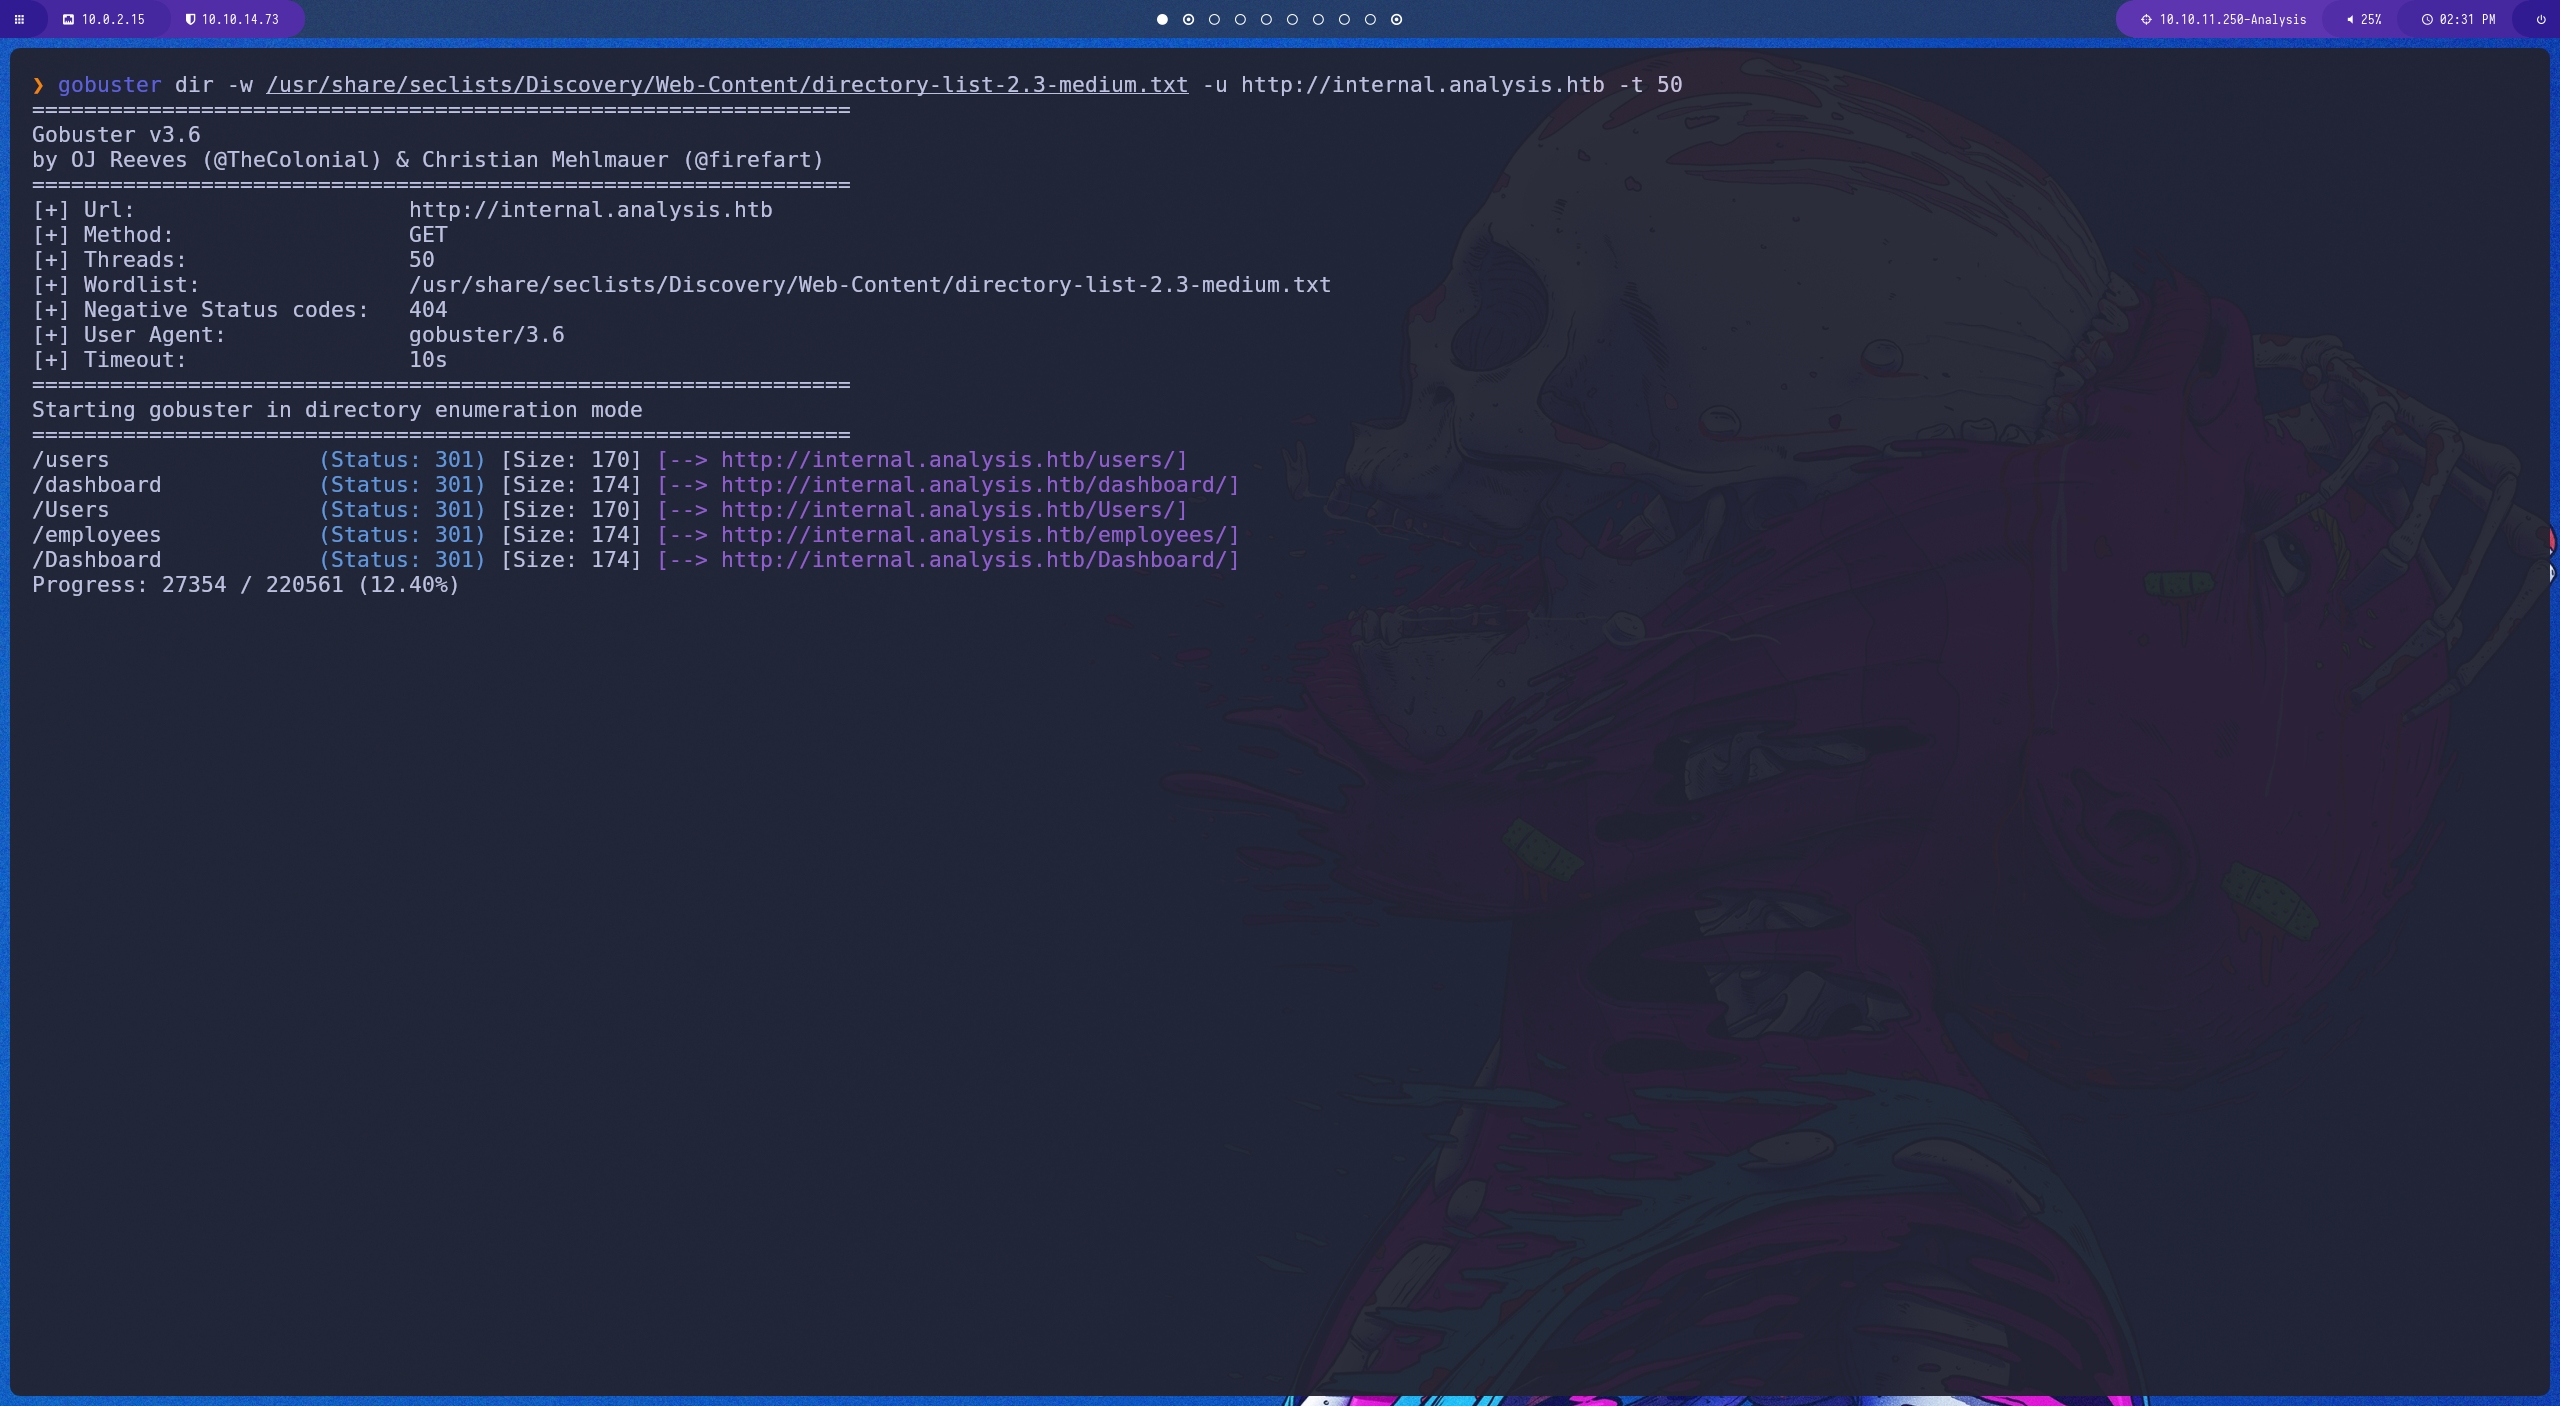 10.0.2.15 10.10.14.73 10.10.11.250-Analysis 25% 02:31 PM
❯ gobuster dir -w /usr/share/seclists/Discovery/Web-Content/directory-list-2.3-medium.txt -u http://internal.analysis.htb -t 50
===============================================================
Gobuster v3.6
by OJ Reeves (@TheColonial) & Christian Mehlmauer (@firefart)
===============================================================
[+] Url:                     http://internal.analysis.htb
[+] Method:                  GET
[+] Threads:                 50
[+] Wordlist:                /usr/share/seclists/Discovery/Web-Content/directory-list-2.3-medium.txt
[+] Negative Status codes:   404
[+] User Agent:              gobuster/3.6
[+] Timeout:                 10s
===============================================================
Starting gobuster in directory enumeration mode
===============================================================
/users                (Status: 301) [Size: 170] [--> http://internal.analysis.htb/users/]
/dashboard            (Status: 301) [Size: 174] [--> http://internal.analysis.htb/dashboard/]
/Users                (Status: 301) [Size: 170] [--> http://internal.analysis.htb/Users/]
/employees            (Status: 301) [Size: 174] [--> http://internal.analysis.htb/employees/]
/Dashboard            (Status: 301) [Size: 174] [--> http://internal.analysis.htb/Dashboard/]
Progress: 27354 / 220561 (12.40%)